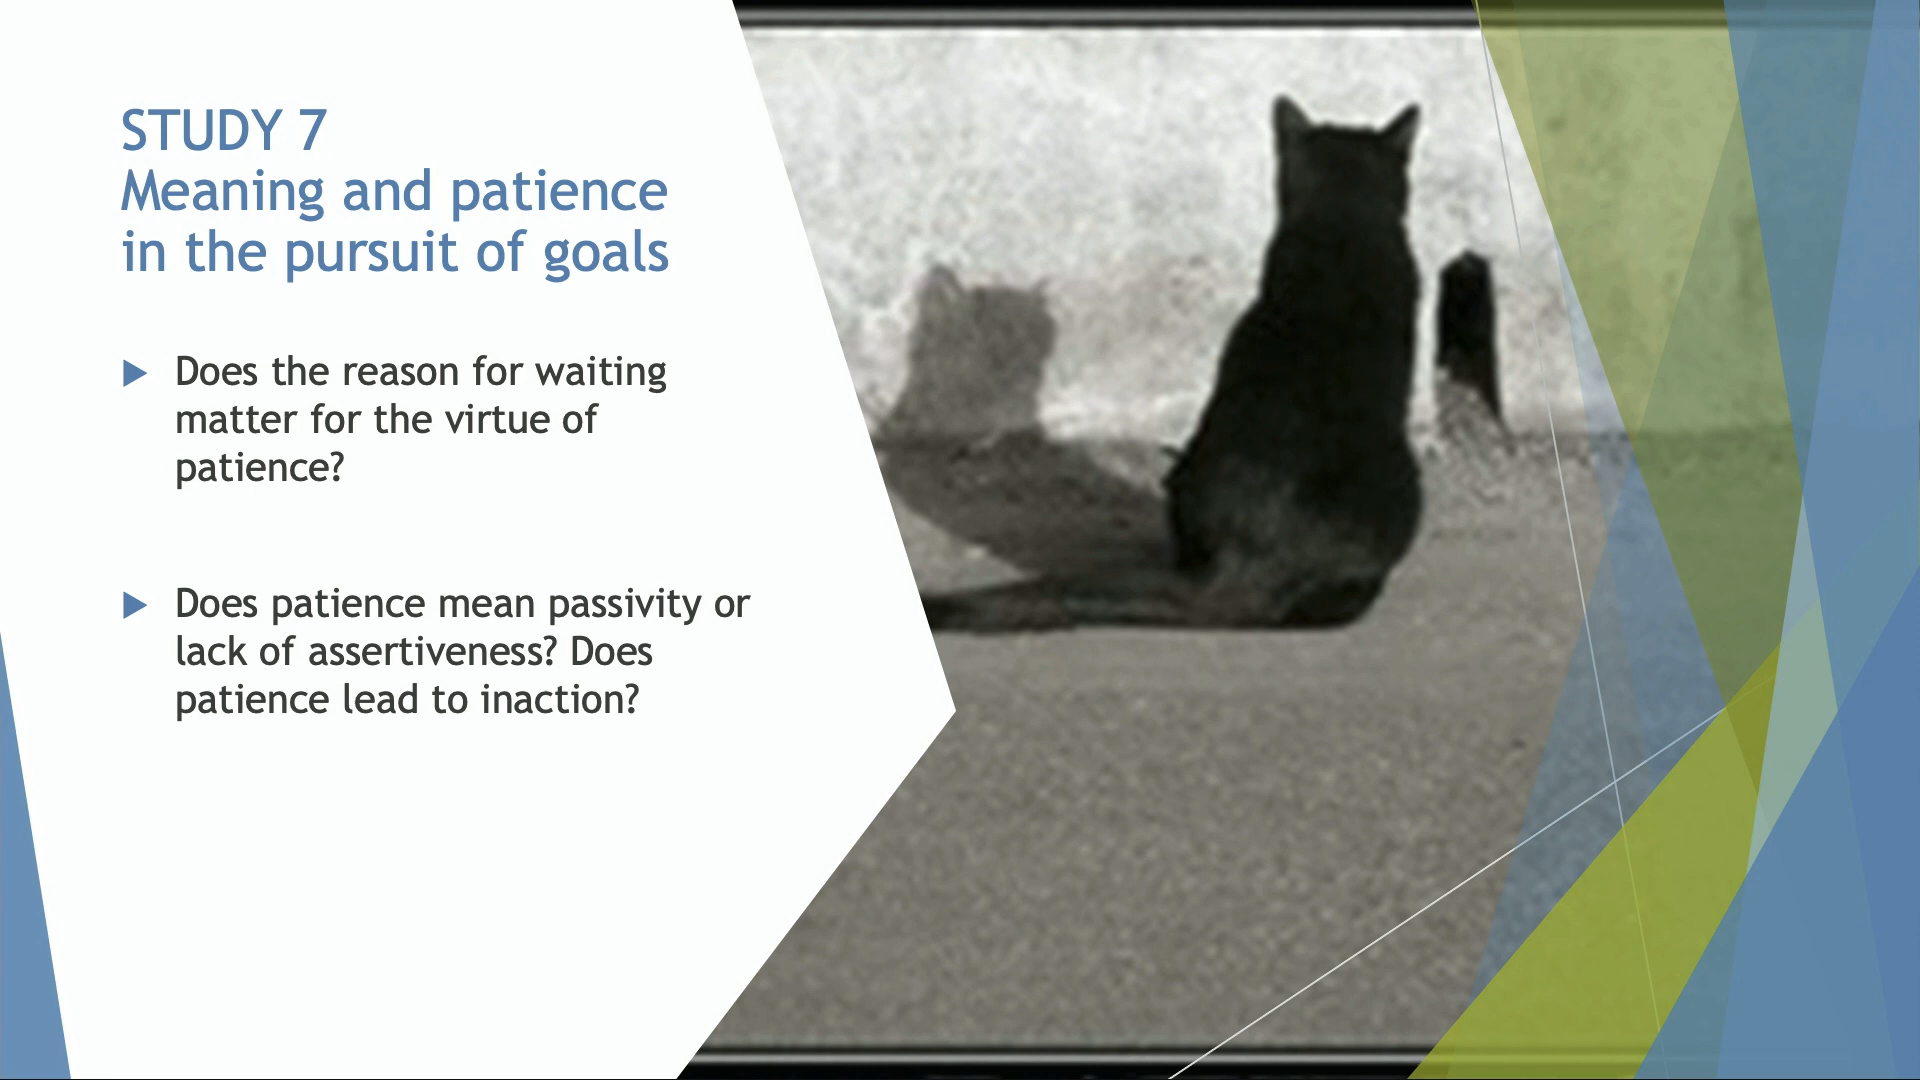 STUDY 7
Meaning and patience
in the pursuit of goals
Does the reason for waiting
matter for the virtue of
patience?
Does patience mean passivity or
lack of assertiveness? Does
patience lead to inaction?